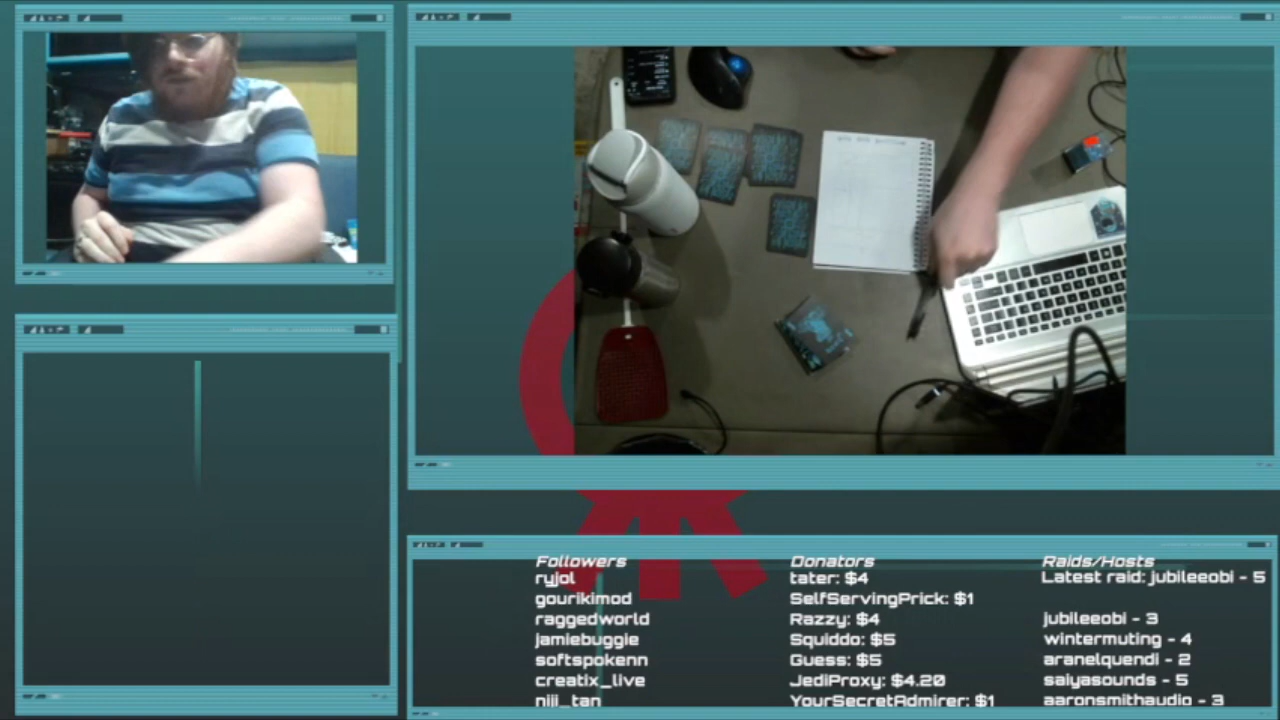 Followers
ryjol
gourikimod
raggedworld
jamiebuggie
softspokenn
creatix_live
niji_tan
Donators
tater: $4
SelfServingPrick: $1
Razzy: $4
Squiddo: $5
Guess: $5
JediProxy: $4.20
YourSecretAdmirer: $1
Raids/Hosts
Latest raid: jubileeobi - 5
jubileeobi - 3
wintermuting - 4
aranelquendi - 2
saiyasounds - 5
aaronsmithaudio - 3